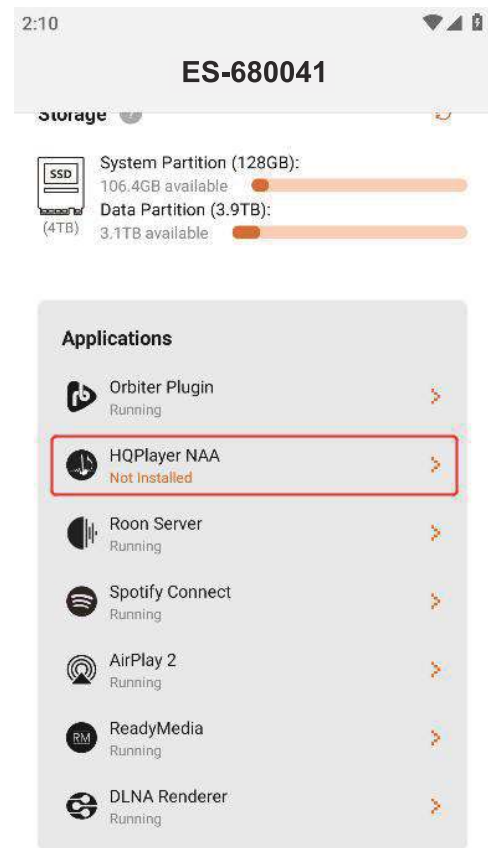 2:10
ES-680041
Storage ?
SSD
System Partition (128GB):
106.4GB available
Data Partition (3.9TB):
(4TB)
3.1TB available
Applications
Orbiter Plugin
Running
HQPlayer NAA
Not Installed
Roon Server
Running
Spotify Connect
Running
AirPlay 2
Running
RM
ReadyMedia
Running
DLNA Renderer
Running